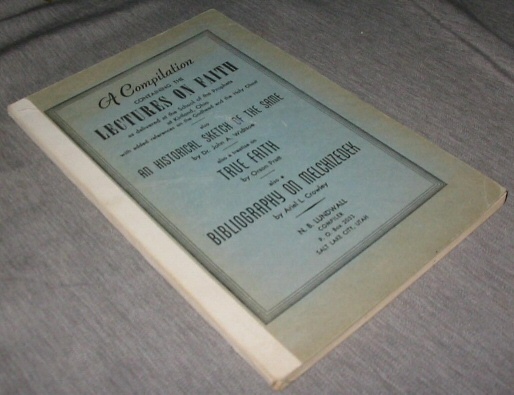 A Compilation
CONTAINING THE
LECTURES ON FAITH
as delivered at the School of the Prophets
at Kirtland, Ohio
with added references on the Godhead and the Holy Ghost
also
AN HISTORICAL SKETCH OF THE SAME
by Dr. John A. Widtsoe
also a treatise on
TRUE FAITH
by Orson Pratt
also a
BIBLIOGRAPHY ON MELCHIZEDEK
by Ariel L. Crowley
N. B. LUNDWALL
COMPILER
P. O. Box 2033
SALT LAKE CITY, UTAH